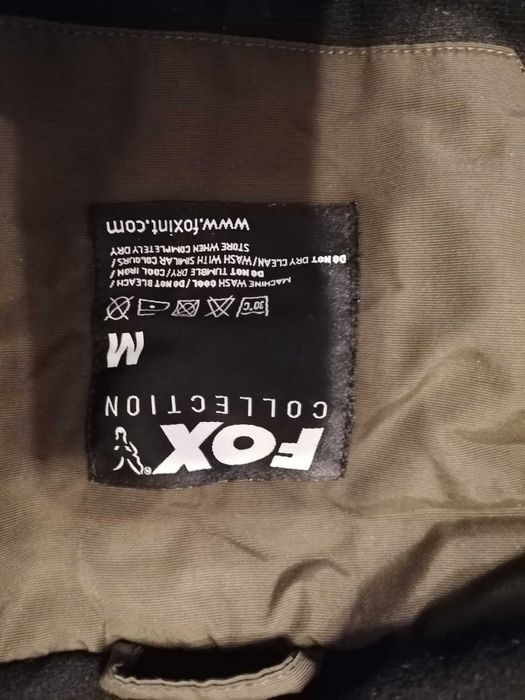 FOX®
COLLECTION
M
30°C
MACHINE WASH COOL / DO NOT BLEACH /
DO NOT TUMBLE DRY / COOL IRON /
DO NOT DRY CLEAN / WASH WITH SIMILAR COLOURS /
STORE WHEN COMPLETELY DRY
www.foxint.com